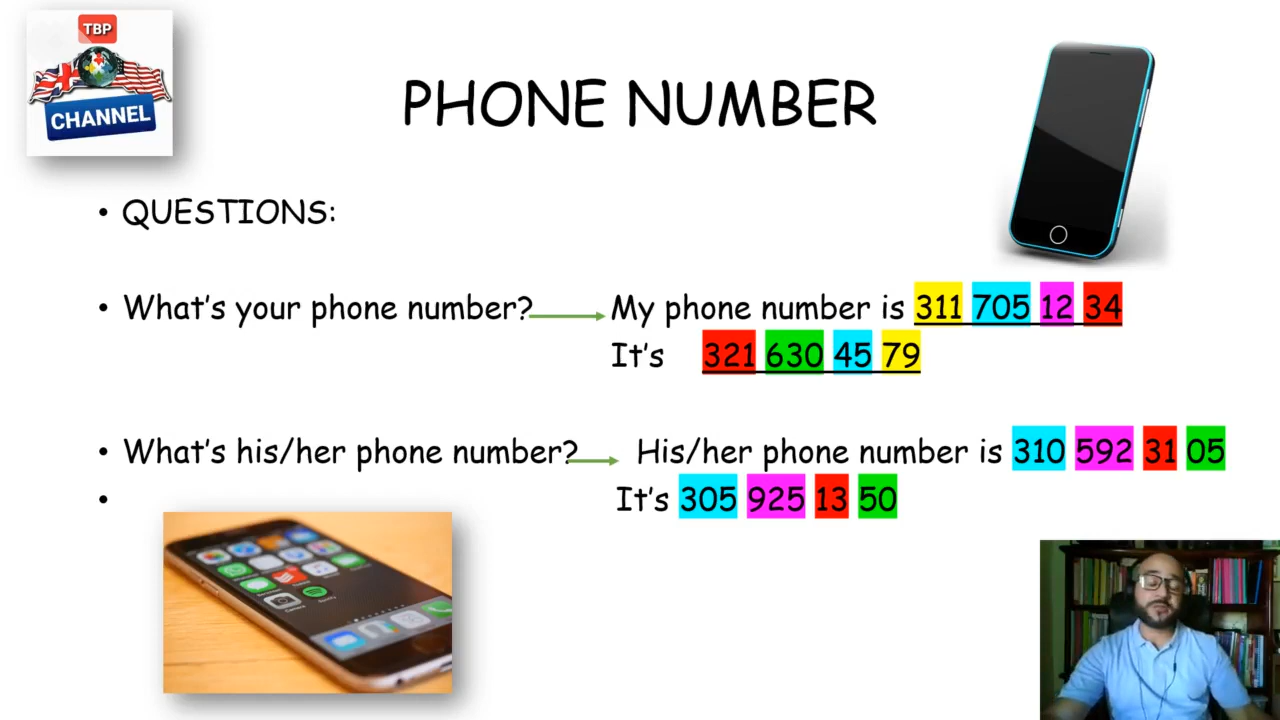 TBP
CHANNEL
PHONE NUMBER
• QUESTIONS:
• What's your phone number? My phone number is 311 705 12 34
It's 321 630 45 79
• What's his/her phone number? His/her phone number is 310 592 31 05
• It's 305 925 13 50
Camera
Spotify